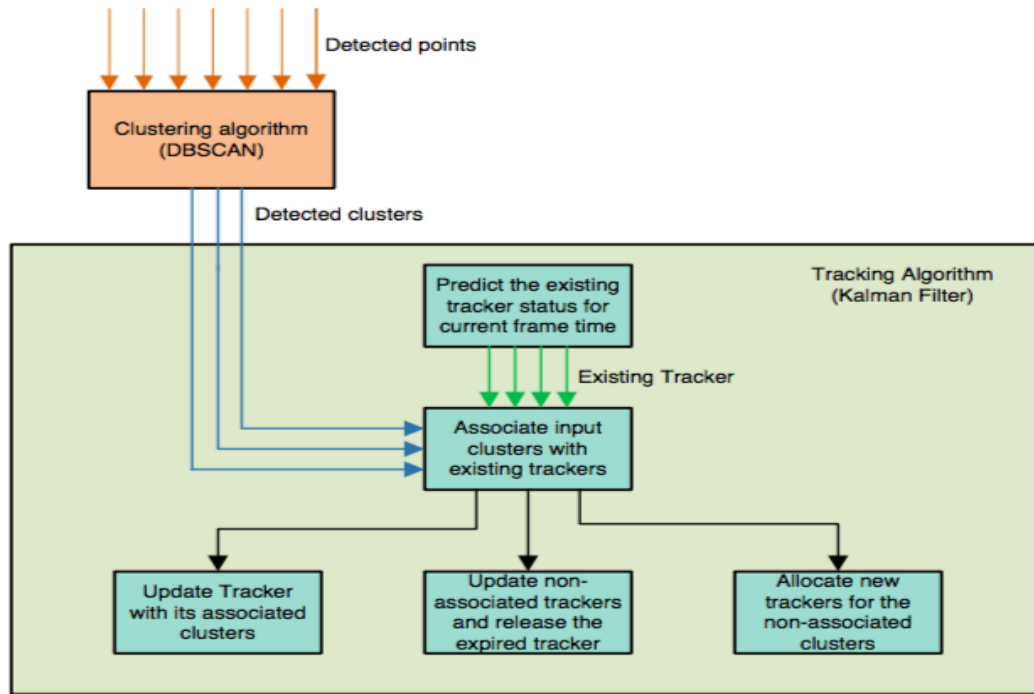 Detected points
Clustering algorithm
(DBSCAN)
Detected clusters
Tracking Algorithm
(Kalman Filter)
Predict the existing
tracker status for
current frame time
Existing Tracker
Associate input
clusters with
existing trackers
Update Tracker
with its associated
clusters
Update non-
associated trackers
and release the
expired tracker
Allocate new
trackers for the
non-associated
clusters